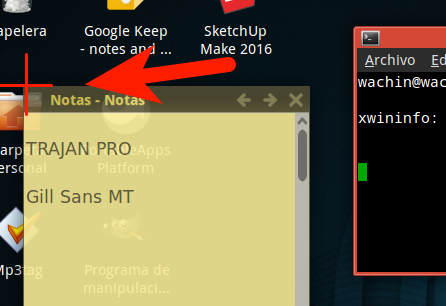 apelera
Google Keep
- notes and ...
SketchUp
Make 2016
Notas - Notas
TRAJAN PRO
Gill Sans MT
Apps
Platform
ersonal
Mp3tag
Programa de
manipulaci...
Archivo Ed
wachin@wac
xwininfo: